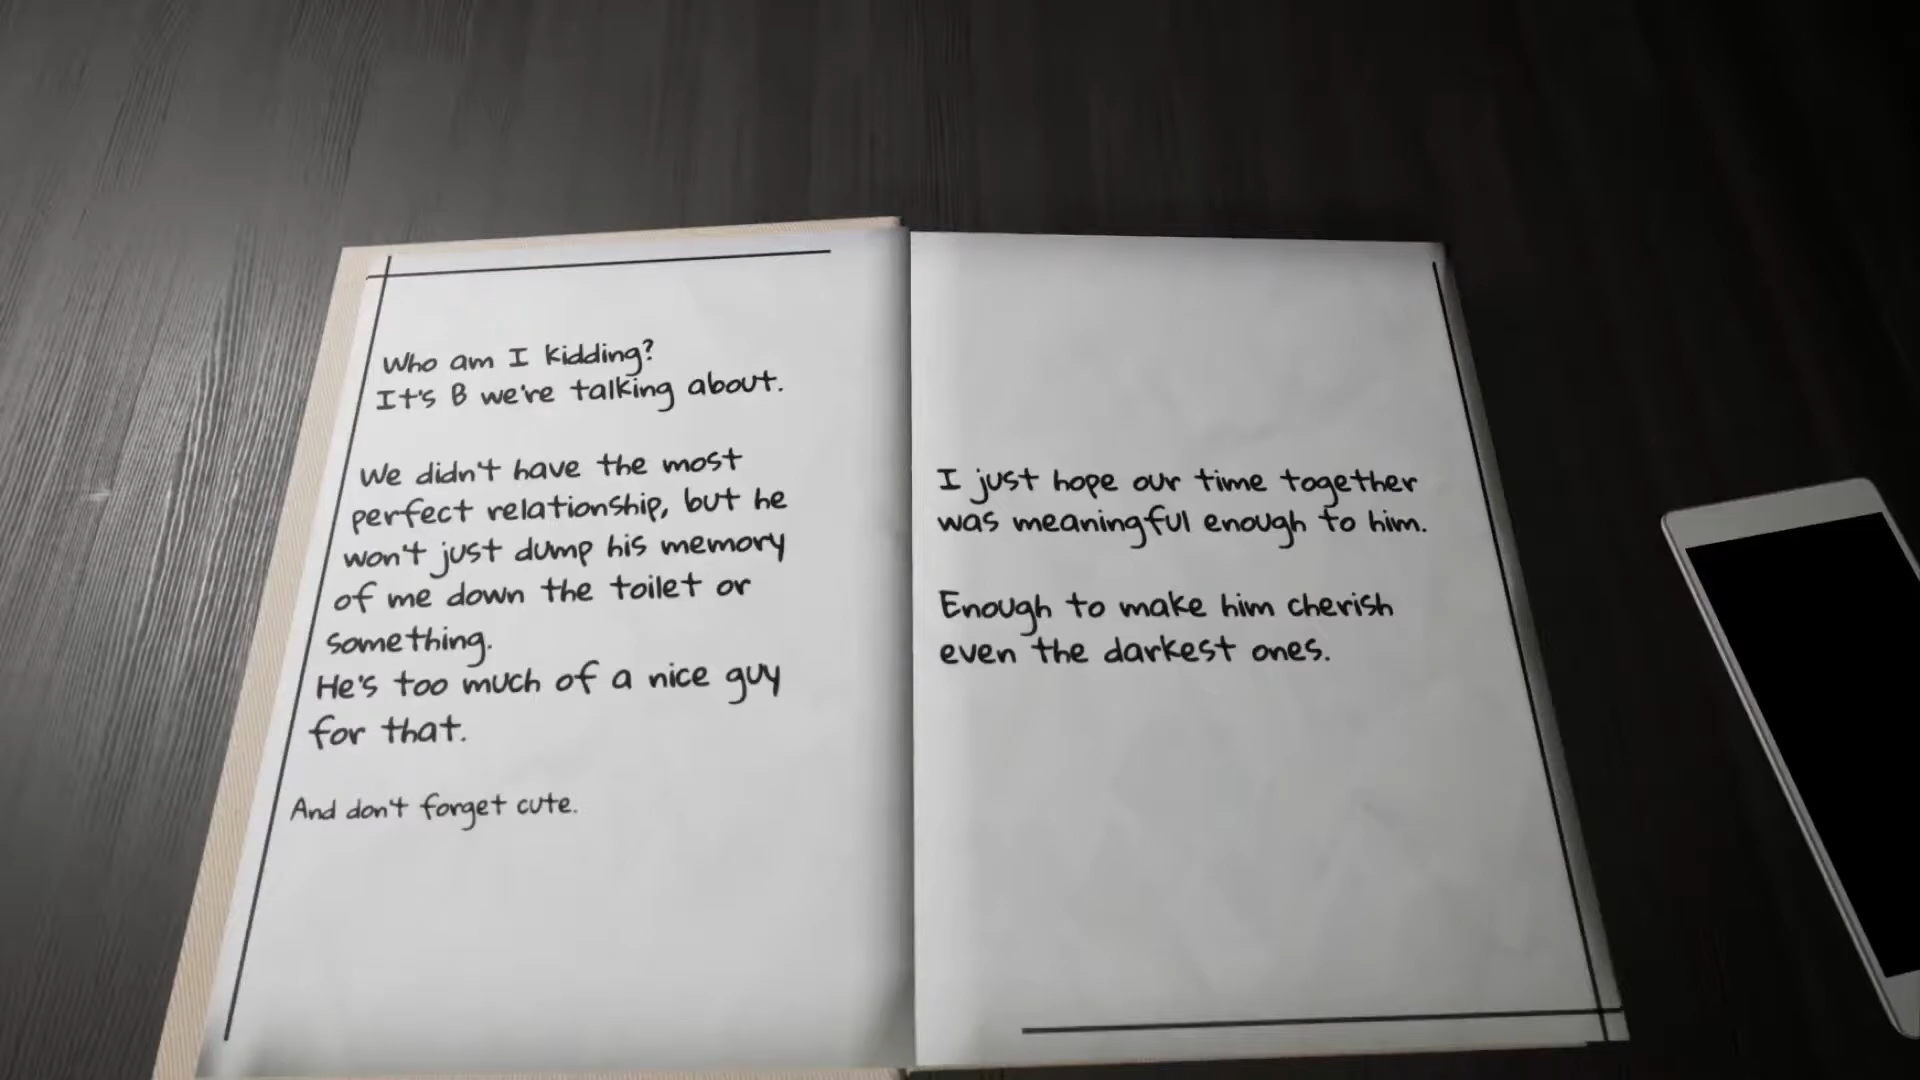 Who am I kidding?
It's B we're talking about.
We didn't have the most
perfect relationship, but he
won't just dump his memory
of me down the toilet or
something.
He's too much of a nice guy
for that.
And don't forget cute.
I just hope our time together
was meaningful enough to him.
Enough to make him cherish
even the darkest ones.